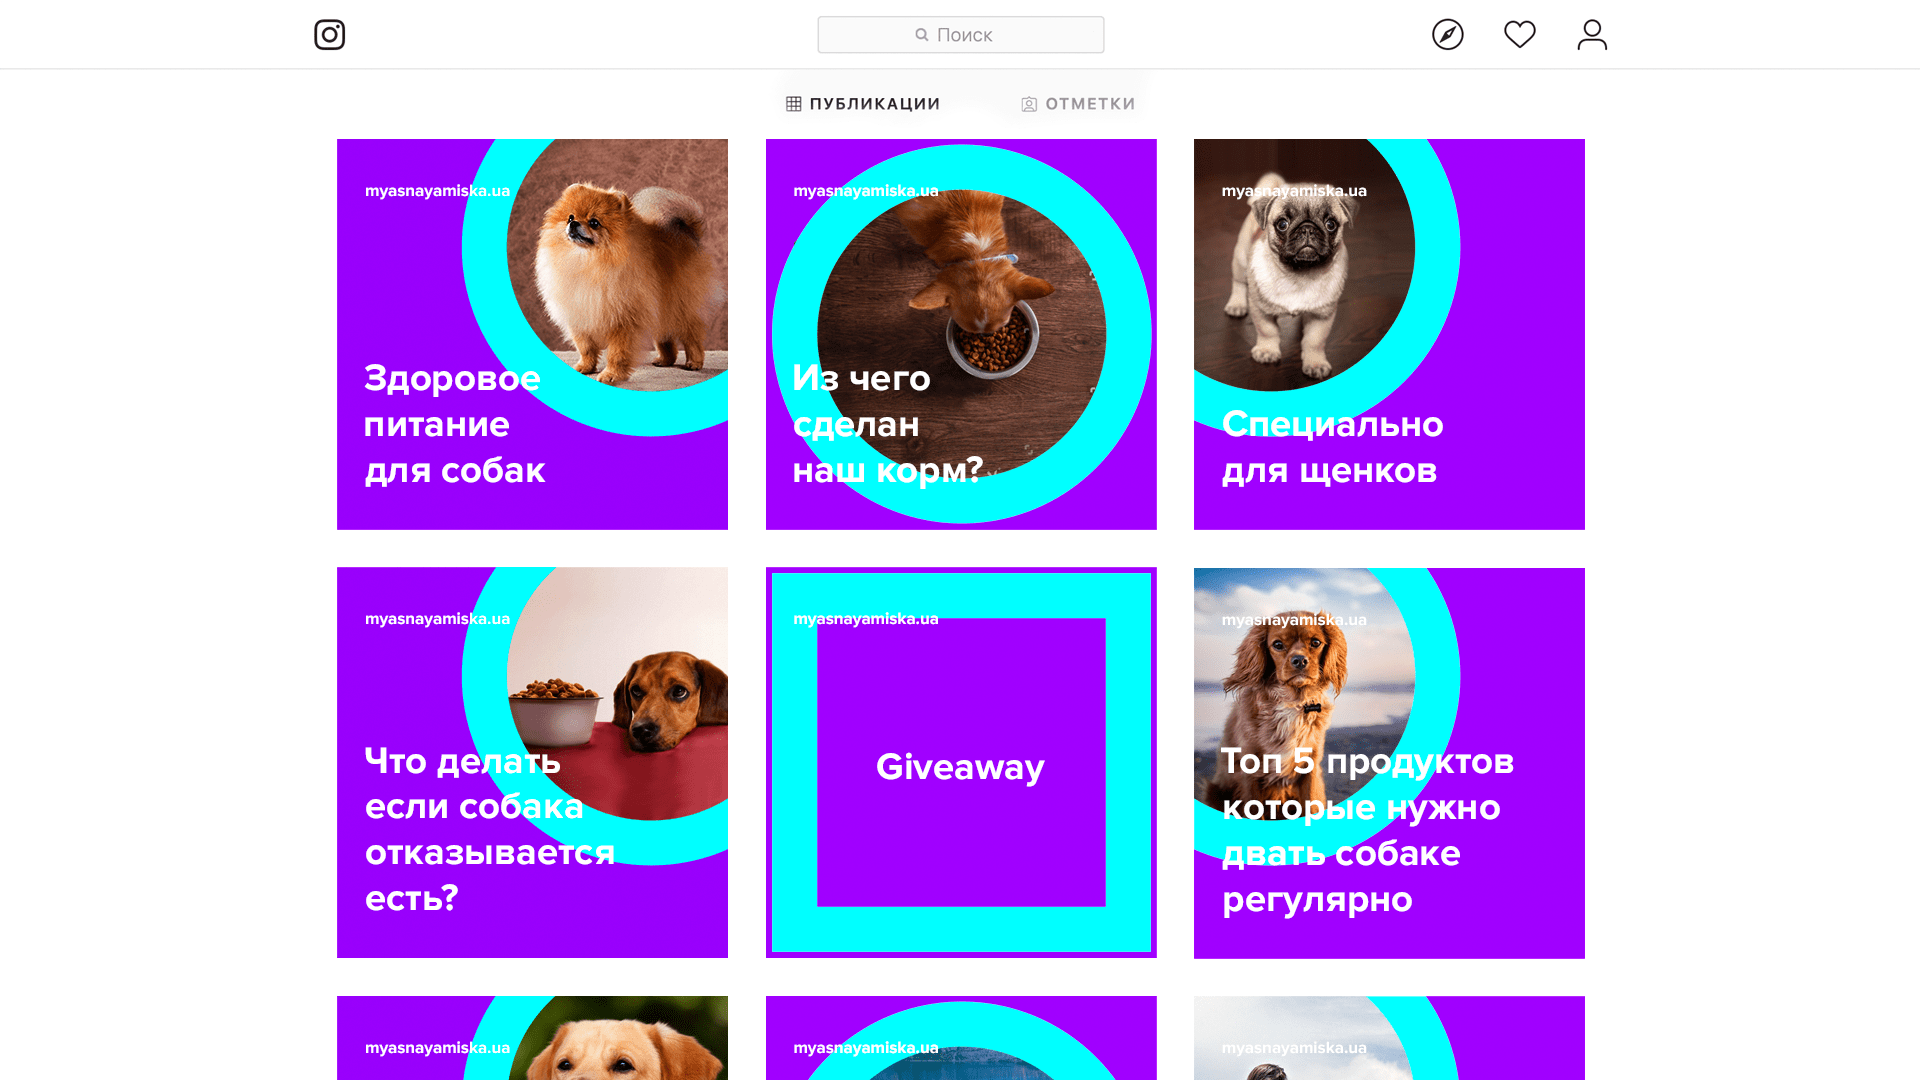 Поиск
ПУБЛИКАЦИИ
ОТМЕТКИ
myasnayamiska.ua
Здоровое
питание
для собак
myasnayamiska.ua
Из чего
сделан
наш корм?
myasnayamiska.ua
Специально
для щенков
myasnayamiska.ua
Что делать
если собака
отказывается
есть?
myasnayamiska.ua
Giveaway
myasnayamiska.ua
Топ 5 продуктов
которые нужно
двать собаке
регулярно
myasnayamiska.ua
myasnayamiska.ua
myasnayamiska.ua